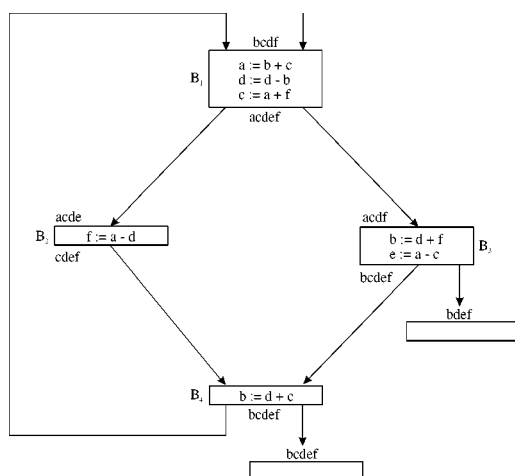 bcdf
a := b + c
B₁
d := d - b
c := a + f
acdef
acde
acdf
B₂
f := a - d
b := d + f
B₃
e := a - c
cdef
bcdef
bdef
B₄
b := d + c
bcdef
bcdef